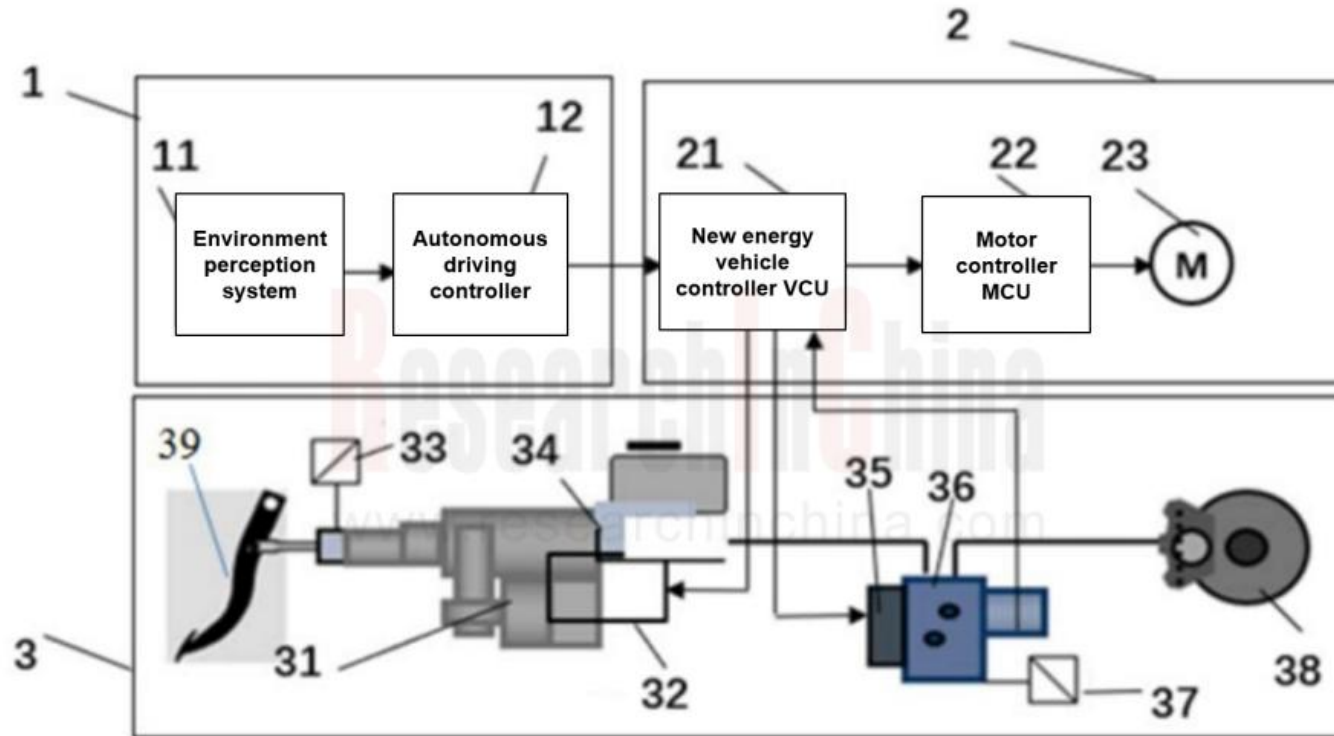 2
1
12
11
21
22
23
Environment
perception
system
Autonomous
driving
controller
New energy
vehicle
controller VCU
Motor
controller
MCU
M
ResearchInChina
www.researchinchina.com
39
33
34
35
36
3
31
32
37
38